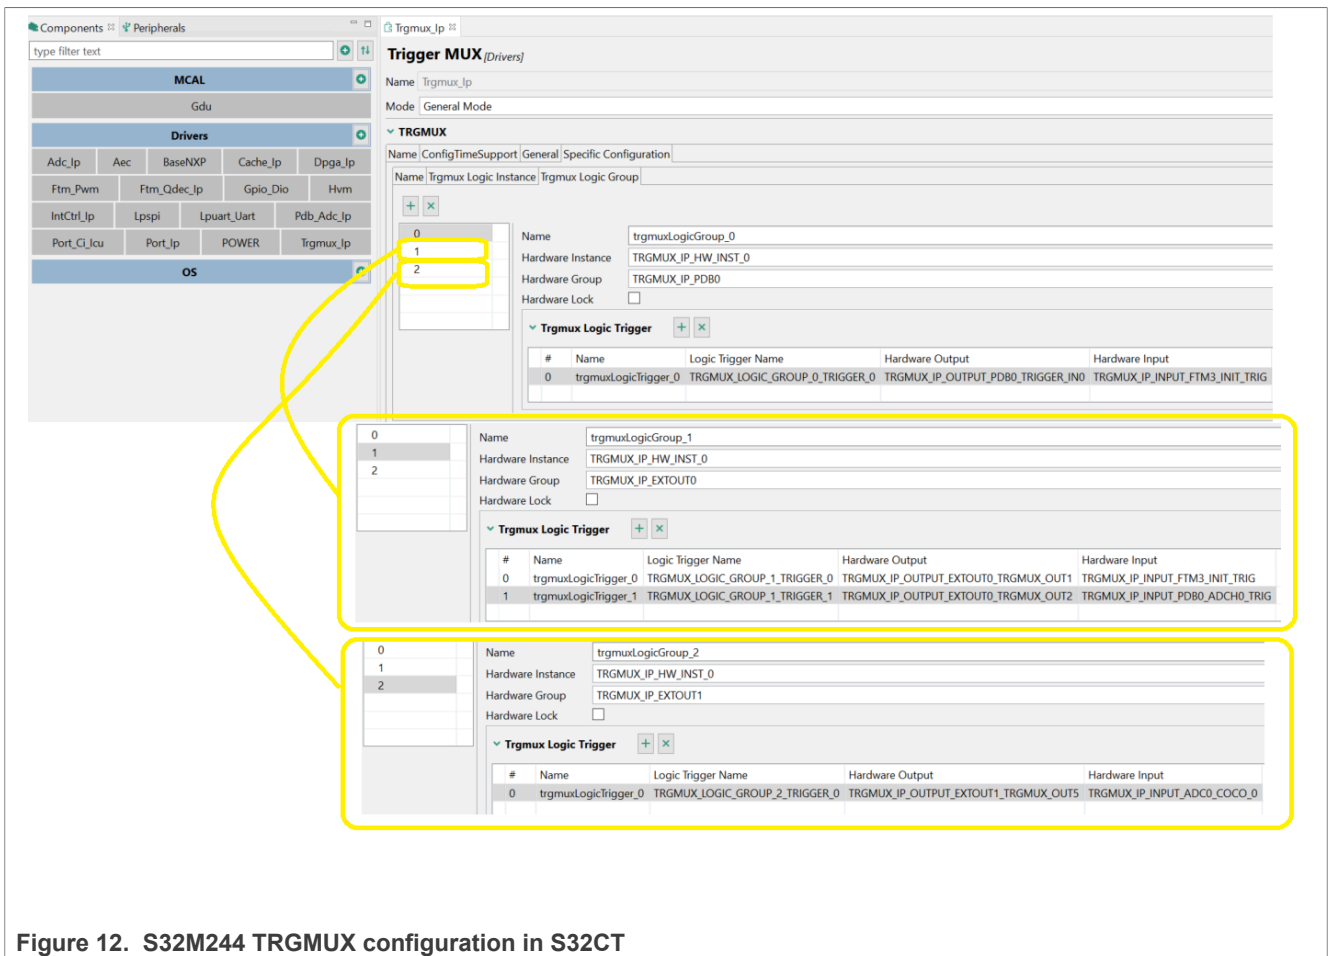 Components Peripherals
type filter text
MCAL
Gdu
Drivers
Adc_Ip Aec BaseNXP Cache_Ip Dpga_Ip
Ftm_Pwm Ftm_Qdec_Ip Gpio_Dio Hvm
IntCtrl_Ip Lpspi Lpuart_Uart Pdb_Adc_Ip
Port_Ci_Icu Port_Ip POWER Trgmux_Ip
OS
Trgmux_Ip
Trigger MUX [Drivers]
Name Trgmux_Ip
Mode General Mode
TRGMUX
Name ConfigTimeSupport General Specific Configuration
Name Trgmux Logic Instance Trgmux Logic Group
0
1
2
Name trgmuxLogicGroup_0
Hardware Instance TRGMUX_IP_HW_INST_0
Hardware Group TRGMUX_IP_PDB0
Hardware Lock
Trgmux Logic Trigger
# Name Logic Trigger Name Hardware Output Hardware Input
0 trgmuxLogicTrigger_0 TRGMUX_LOGIC_GROUP_0_TRIGGER_0 TRGMUX_IP_OUTPUT_PDB0_TRIGGER_IN0 TRGMUX_IP_INPUT_FTM3_INIT_TRIG
0
1
2
Name trgmuxLogicGroup_1
Hardware Instance TRGMUX_IP_HW_INST_0
Hardware Group TRGMUX_IP_EXTOUT0
Hardware Lock
Trgmux Logic Trigger
# Name Logic Trigger Name Hardware Output Hardware Input
0 trgmuxLogicTrigger_0 TRGMUX_LOGIC_GROUP_1_TRIGGER_0 TRGMUX_IP_OUTPUT_EXTOUT0_TRGMUX_OUT1 TRGMUX_IP_INPUT_FTM3_INIT_TRIG
1 trgmuxLogicTrigger_1 TRGMUX_LOGIC_GROUP_1_TRIGGER_1 TRGMUX_IP_OUTPUT_EXTOUT0_TRGMUX_OUT2 TRGMUX_IP_INPUT_PDB0_ADCH0_TRIG
0
1
2
Name trgmuxLogicGroup_2
Hardware Instance TRGMUX_IP_HW_INST_0
Hardware Group TRGMUX_IP_EXTOUT1
Hardware Lock
Trgmux Logic Trigger
# Name Logic Trigger Name Hardware Output Hardware Input
0 trgmuxLogicTrigger_0 TRGMUX_LOGIC_GROUP_2_TRIGGER_0 TRGMUX_IP_OUTPUT_EXTOUT1_TRGMUX_OUT5 TRGMUX_IP_INPUT_ADC0_COCO_0
Figure 12. S32M244 TRGMUX configuration in S32CT